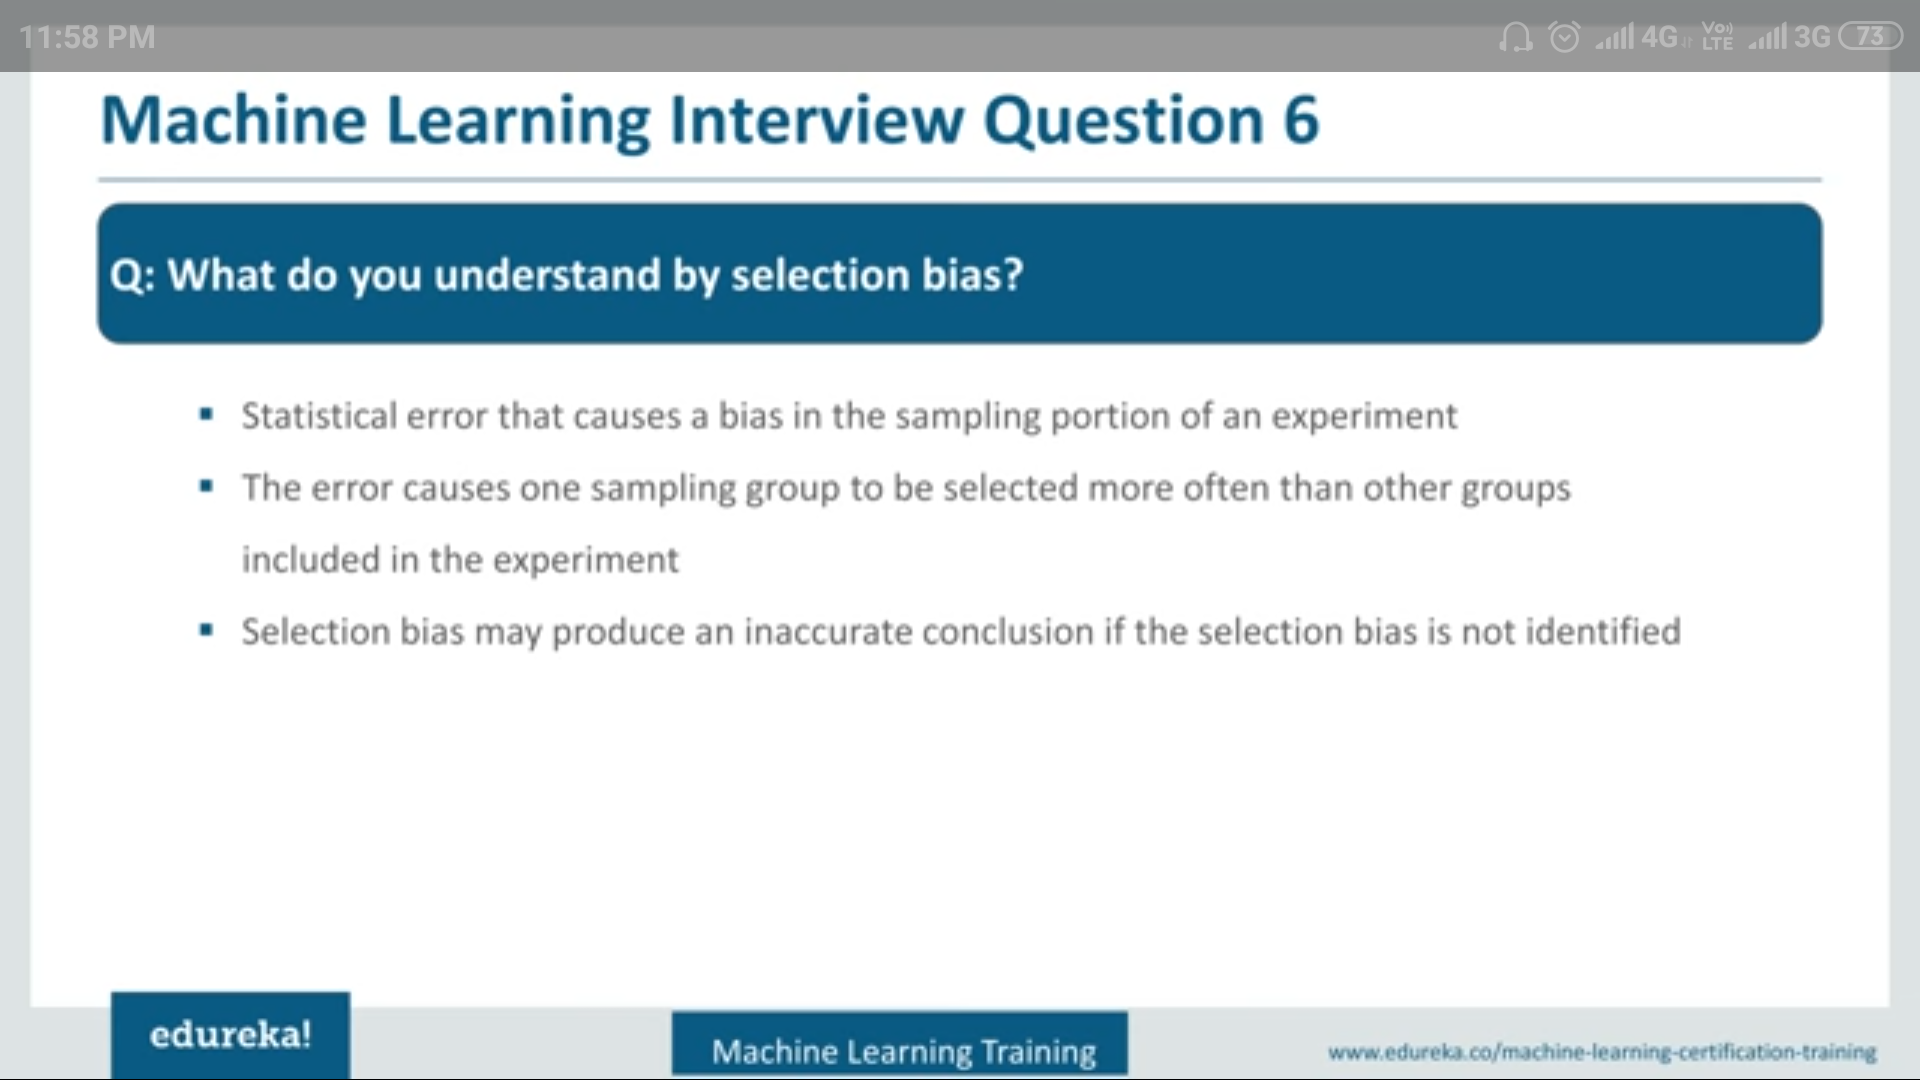 11:58 PM 4G VoLTE 3G 73
Machine Learning Interview Question 6
Q: What do you understand by selection bias?
▪ Statistical error that causes a bias in the sampling portion of an experiment
▪ The error causes one sampling group to be selected more often than other groups
included in the experiment
▪ Selection bias may produce an inaccurate conclusion if the selection bias is not identified
edureka!
Machine Learning Training
www.edureka.co/machine-learning-certification-training